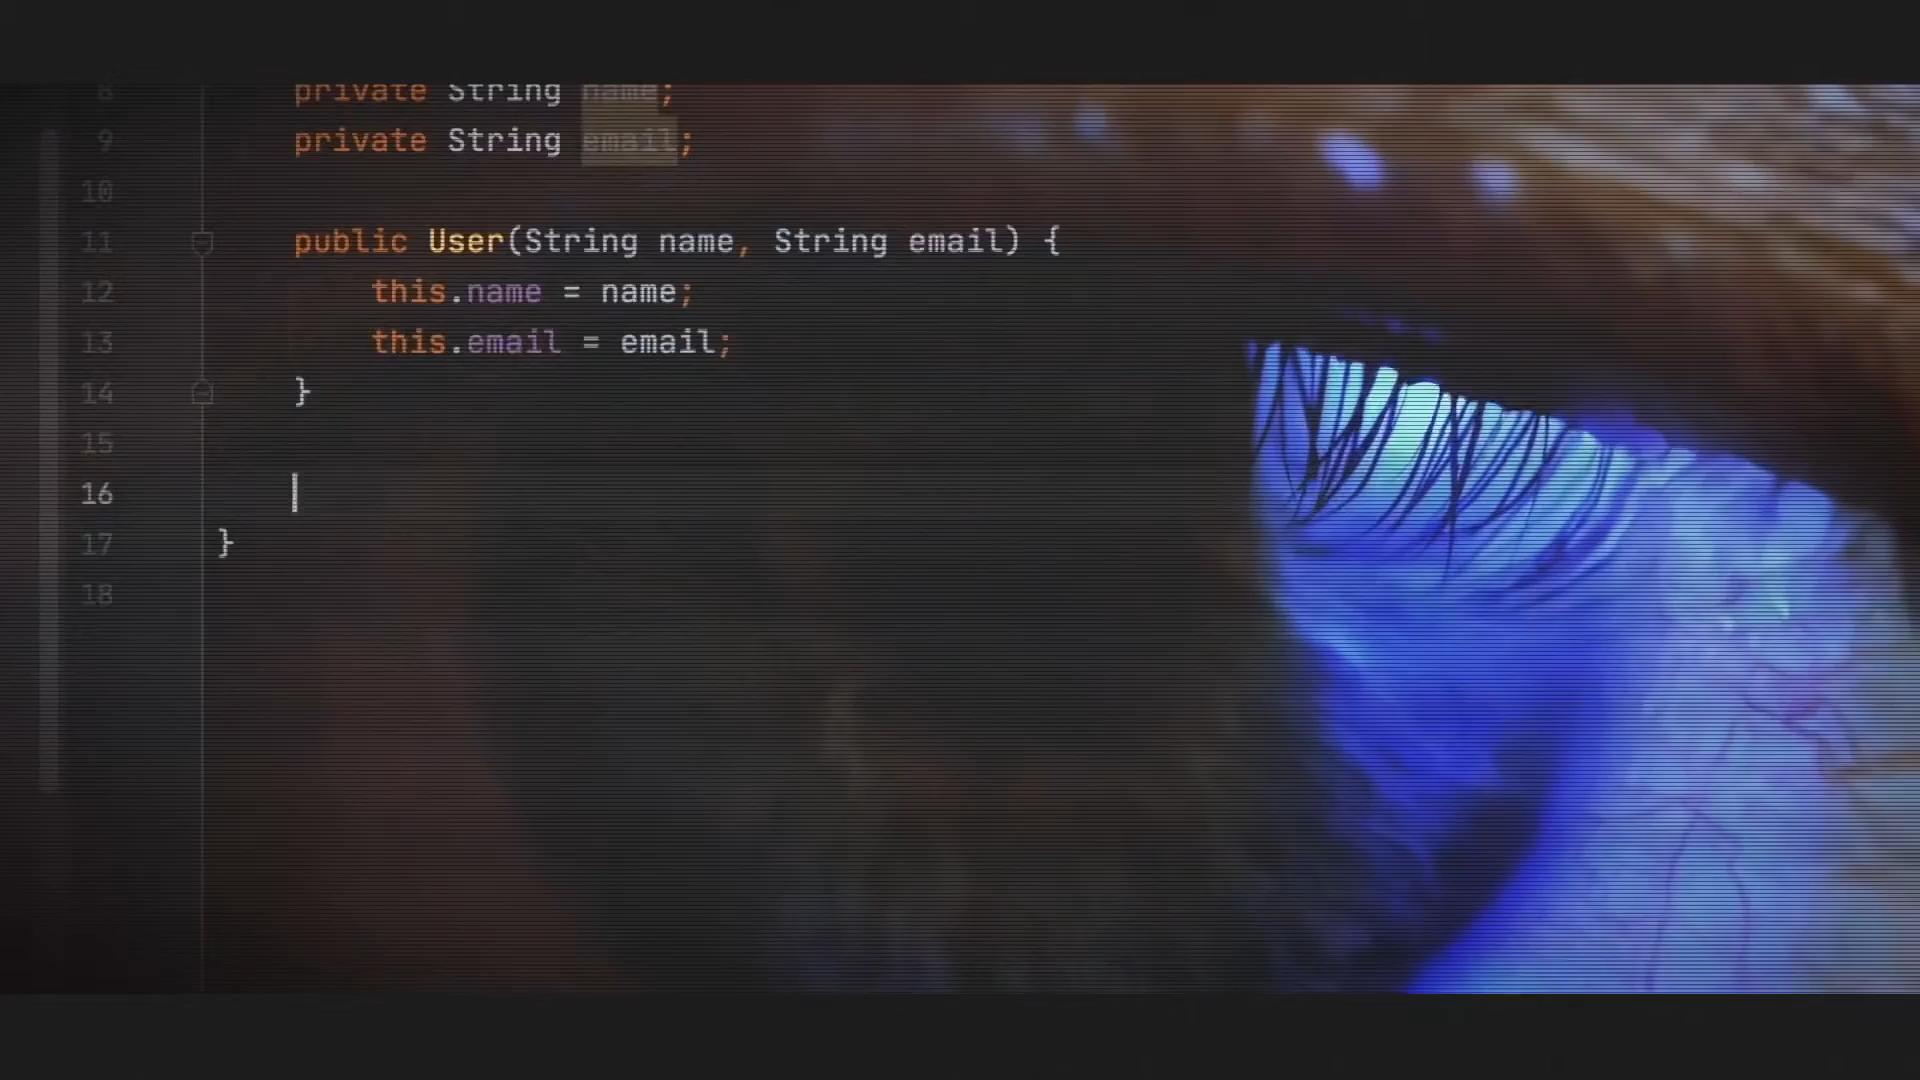 8 private String name;
9 private String email;
10
11 public User(String name, String email) {
12 this.name = name;
13 this.email = email;
14 }
15
16
17 }
18